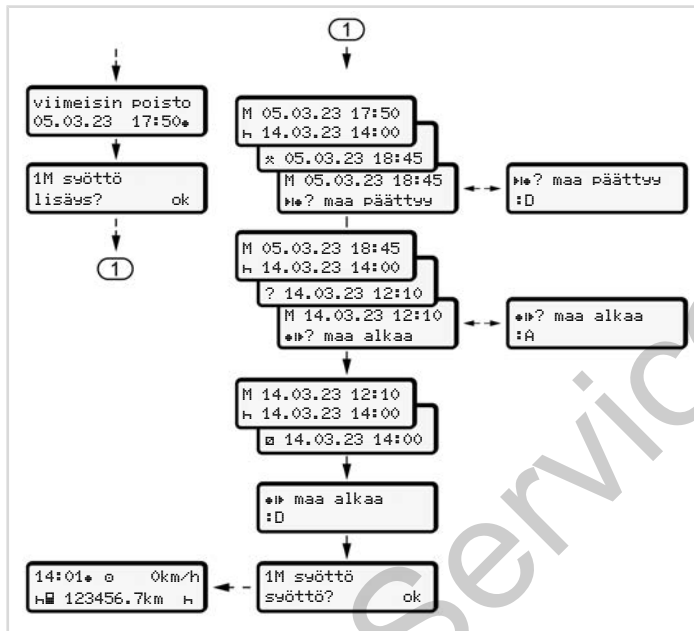 1
viimeisin poisto
05.03.23 17:50
1M syöttö
lisäys? ok
1
M 05.03.23 17:50
14.03.23 14:00
05.03.23 18:45
M 05.03.23 18:45
? maa päättyy
? maa päättyy
:D
M 05.03.23 18:45
14.03.23 14:00
? 14.03.23 12:10
M 14.03.23 12:10
? maa alkaa
? maa alkaa
:A
M 14.03.23 12:10
14.03.23 14:00
14.03.23 14:00
maa alkaa
:D
1M syöttö
syöttö? ok
14:01 0km/h
123456.7km
Service